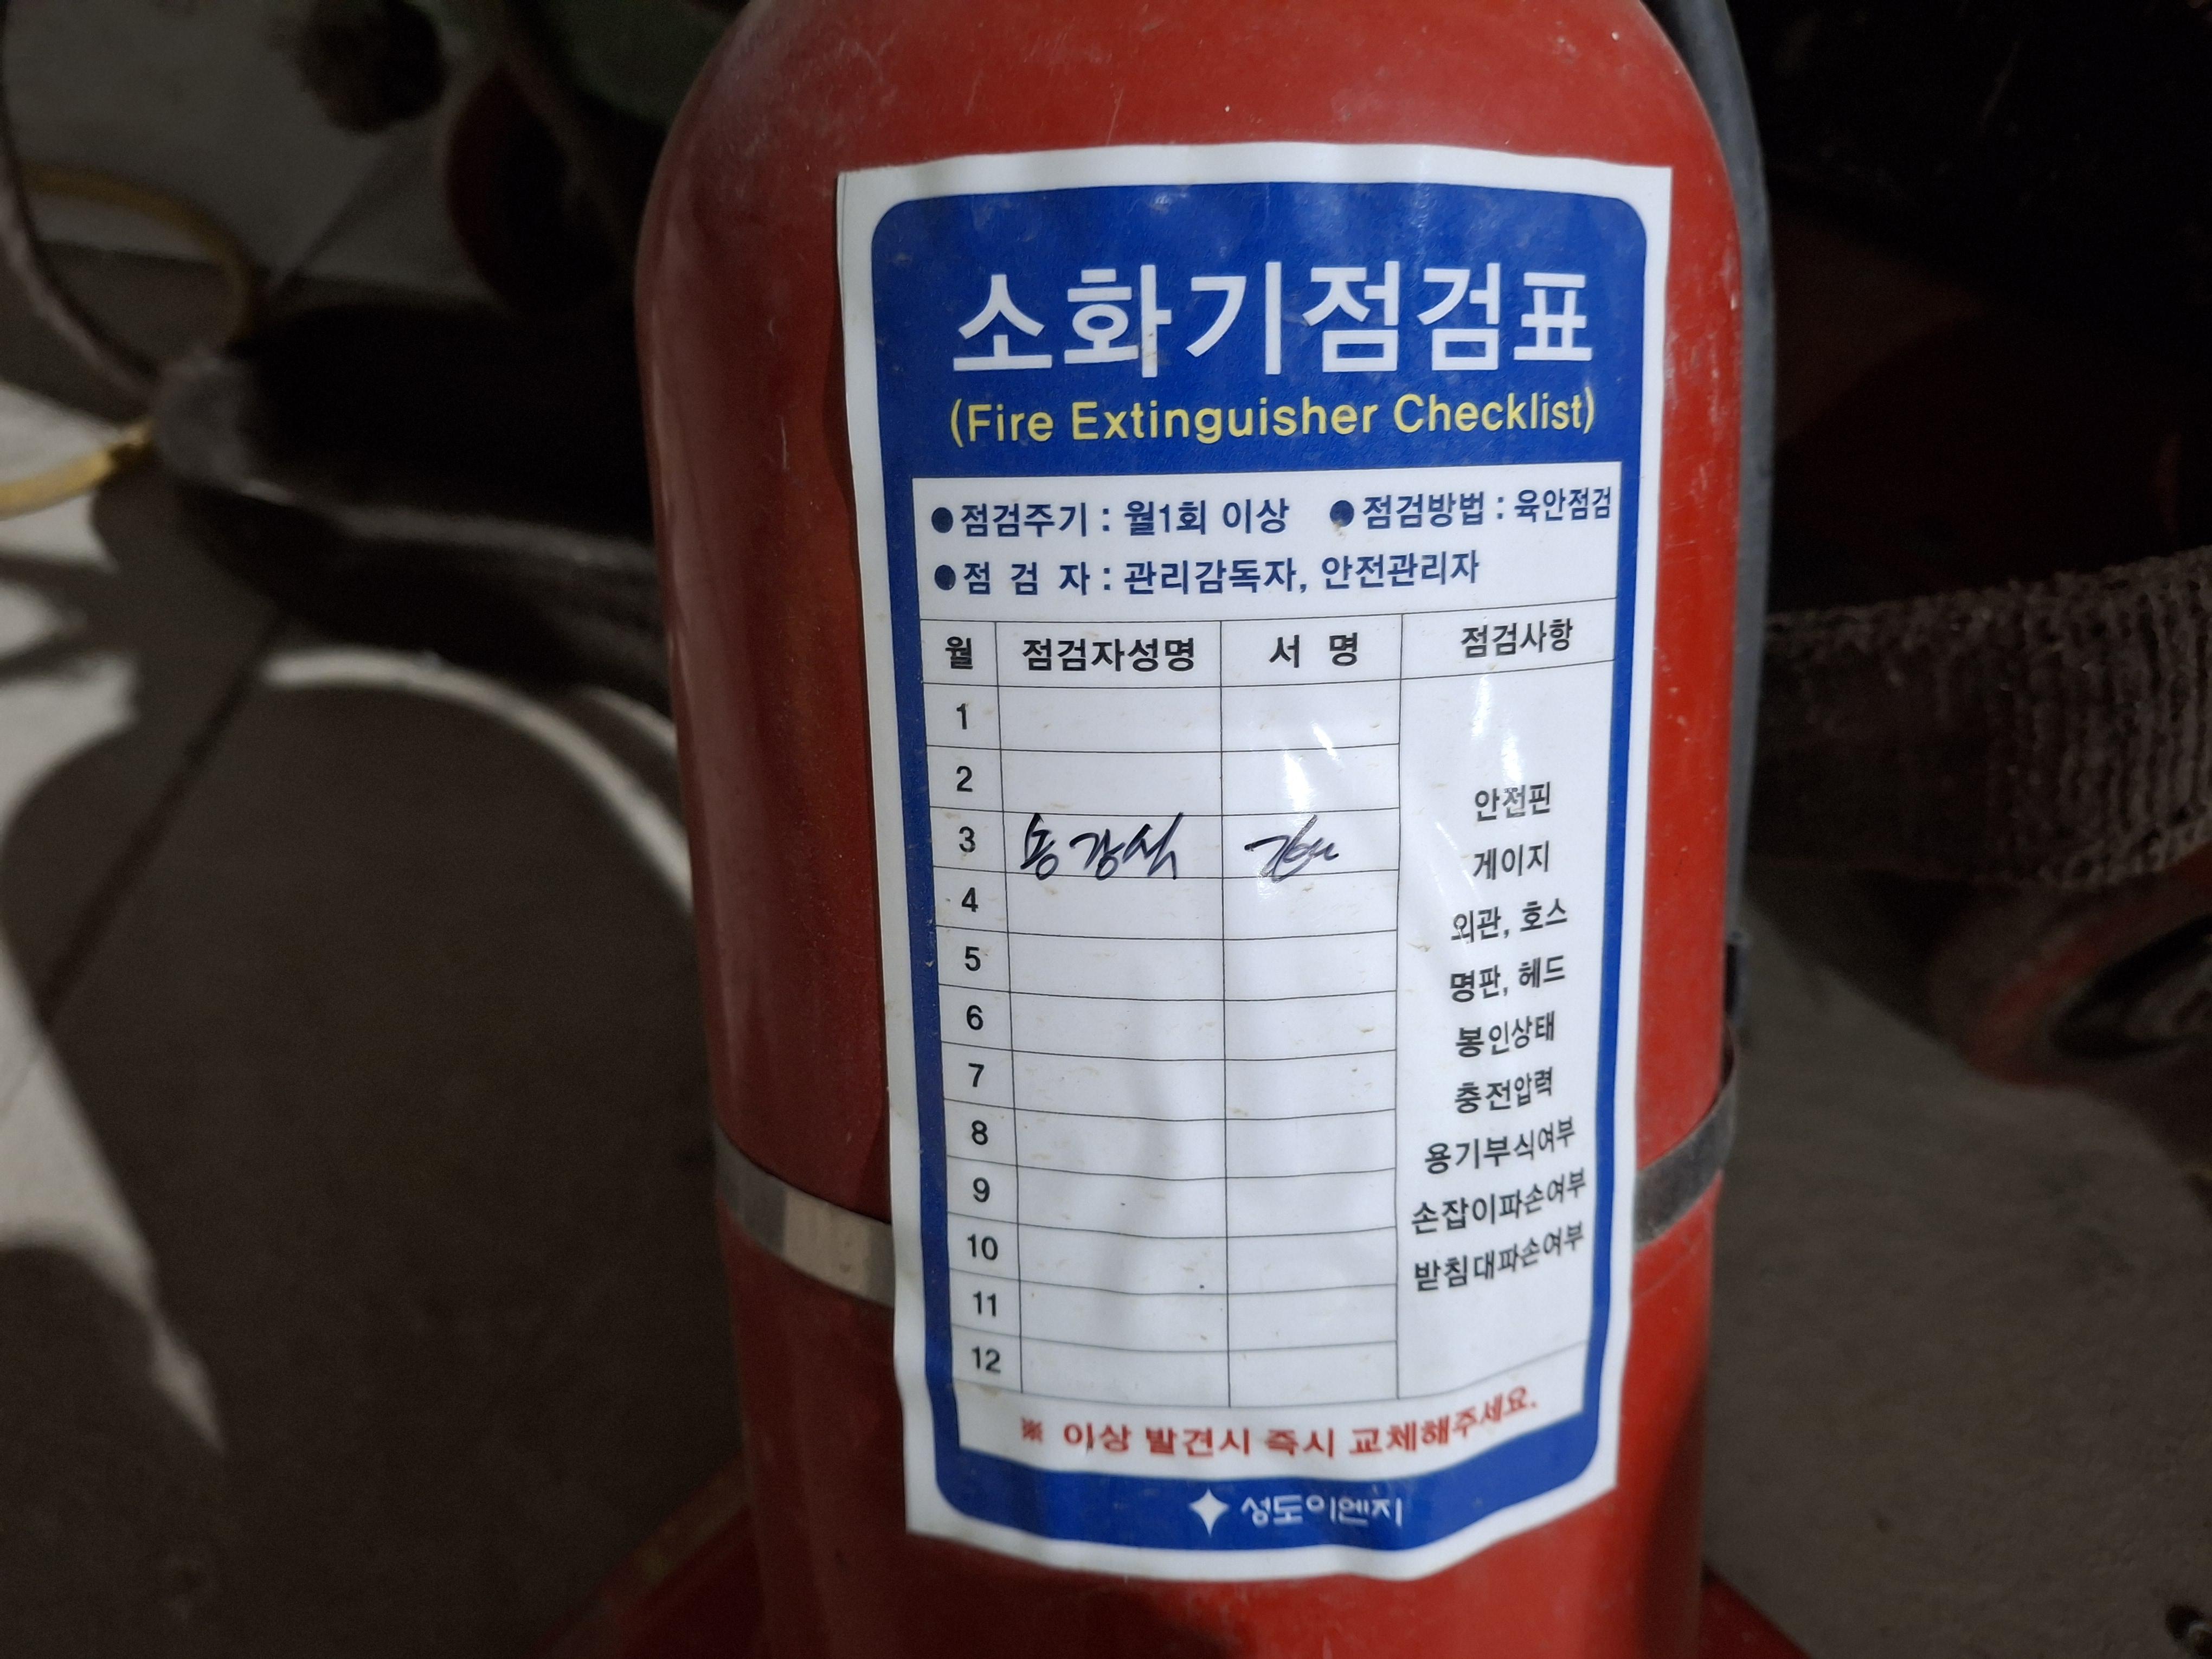 소화기점검표
(Fire Extinguisher Checklist)
●점검주기 : 월1회 이상 ●점검방법 : 육안점검
●점 검 자 : 관리감독자, 안전관리자
월 점검자성명 서 명 점검사항
1
2
3 송강식
4
5
6
7
8
9
10
11
12
안전핀
게이지
외관, 호스
명판, 헤드
봉인상태
충전압력
용기부식여부
손잡이파손여부
받침대파손여부
※ 이상 발견시 즉시 교체해주세요.
성도이엔지